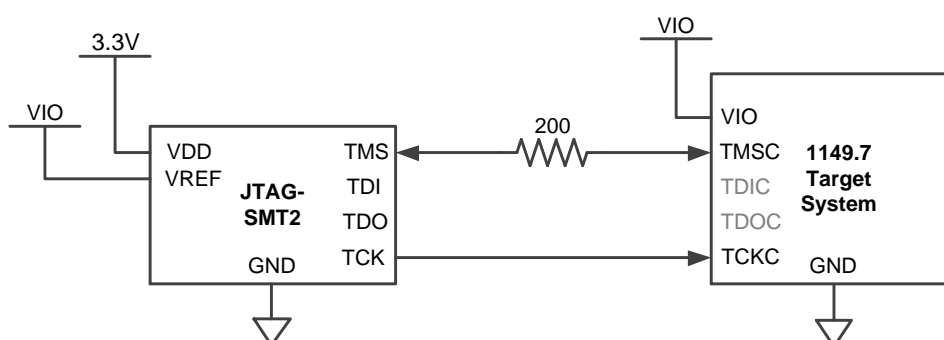 VIO
3.3V
VIO
200
VDD
VREF
JTAG-
SMT2
TMS
TDI
TDO
TCK
GND
VIO
TMSC
TDIC
TDOC
TCKC
1149.7
Target
System
GND